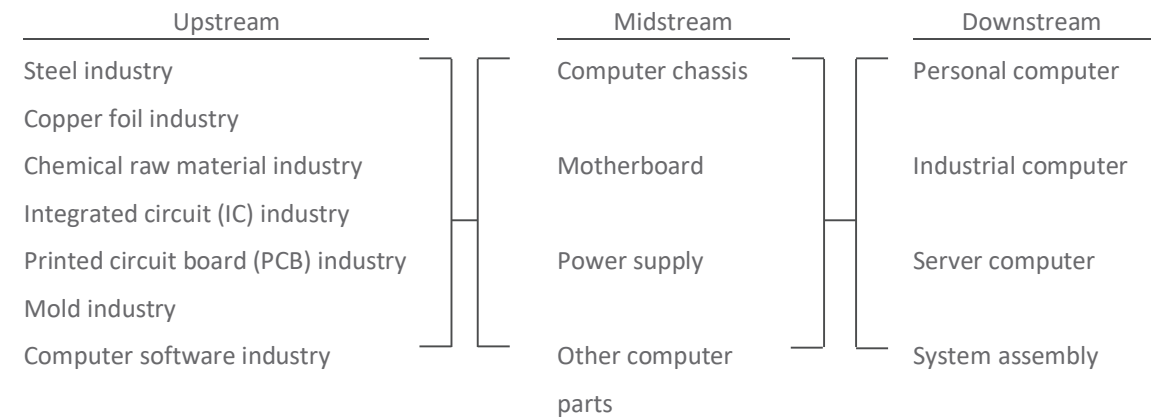 Upstream Midstream Downstream
Steel industry Computer chassis Personal computer
Copper foil industry
Chemical raw material industry Motherboard Industrial computer
Integrated circuit (IC) industry
Printed circuit board (PCB) industry Power supply Server computer
Mold industry
Computer software industry Other computer System assembly
parts